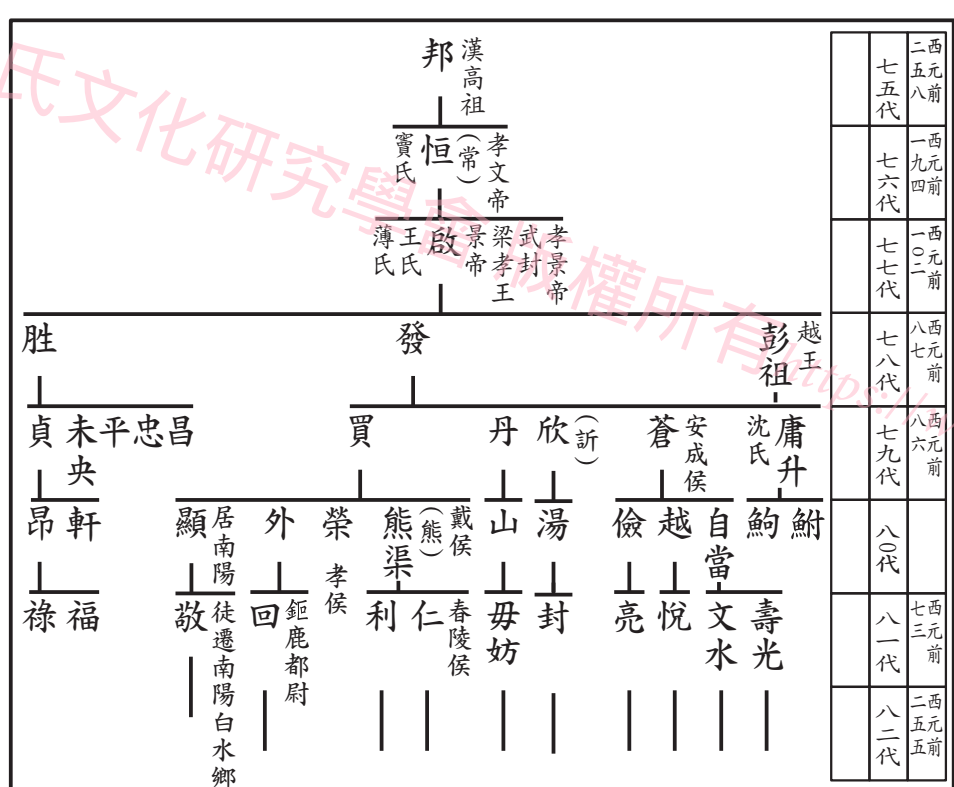 西元前二五八
七五代
漢高祖
邦
西元前一九四
七六代
孝文帝
(常)
恒
竇氏
西元前一〇二
七七代
孝景帝
武封
梁孝王
景帝
啟
王氏
薄氏
西元前八七
七八代
越王
彭祖
發
胜
西元前八六
七九代
庸升
沈氏
安成侯
蒼
(訢)
欣
丹
買
昌
忠
平
未央
貞
八〇代
鮒
鮈
自當
越
儉
湯
山
戴侯
(熊)
熊渠
榮
孝侯
外
居南陽
顯
軒
昂
西元前七三
八一代
壽光
文水
悅
亮
封
毋妨
春陵侯
仁
利
鉅鹿都尉
回
徒遷南陽白水鄉
敬
福
祿
西元前二五五
八二代
氏文化研究學會 版權所有 https://w